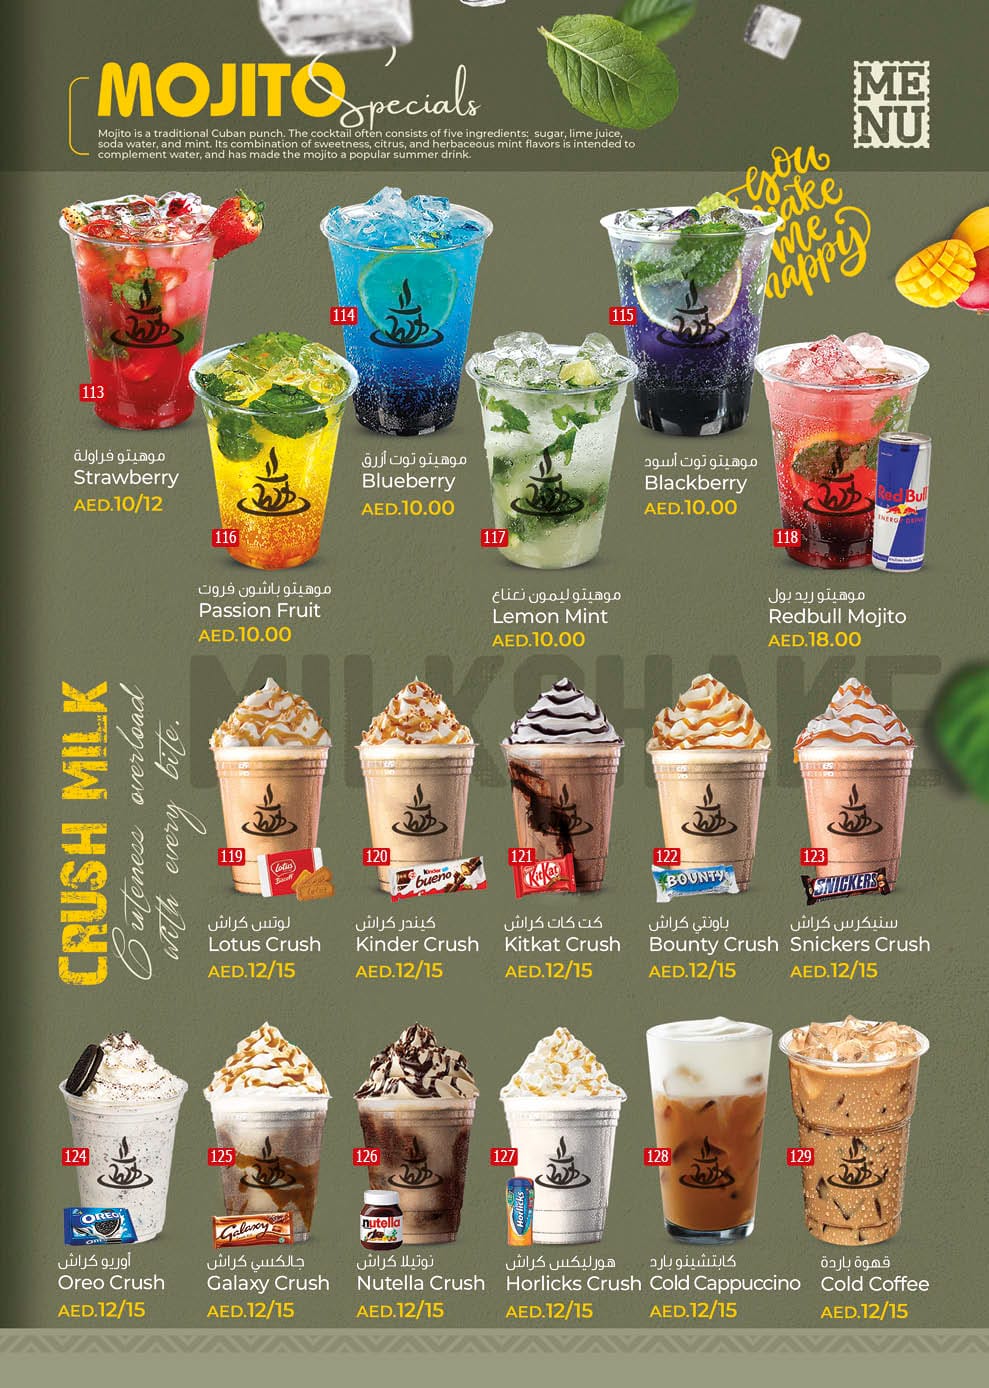 MOJITO Specials
Mojito is a traditional Cuban punch. The cocktail often consists of five ingredients: sugar, lime juice,
soda water, and mint. Its combination of sweetness, citrus, and herbaceous mint flavors is intended to
complement water, and has made the mojito a popular summer drink.
ME
NU
you
make
me
happy
113
موهيتو فراولة
Strawberry
AED.10/12
114
موهيتو توت أزرق
Blueberry
AED.10.00
115
موهيتو توت أسود
Blackberry
AED.10.00
116
موهيتو باشون فروت
Passion Fruit
AED.10.00
117
موهيتو ليمون نعناع
Lemon Mint
AED.10.00
118
Red Bull
ENERGY DRINK
موهيتو ريد بول
Redbull Mojito
AED.18.00
MILKSHAKE
CRUSH MILK
Cuteness overload
with every bite.
119
Lotus
لوتس كراش
Lotus Crush
AED.12/15
120
Kinder
bueno
كيندر كراش
Kinder Crush
AED.12/15
121
KitKat
كت كات كراش
Kitkat Crush
AED.12/15
122
BOUNTY
باونتي كراش
Bounty Crush
AED.12/15
123
SNICKERS
سنيكرس كراش
Snickers Crush
AED.12/15
124
OREO
أوريو كراش
Oreo Crush
AED.12/15
125
Galaxy
جالكسي كراش
Galaxy Crush
AED.12/15
126
nutella
نوتيلا كراش
Nutella Crush
AED.12/15
127
Horlicks
هورليكس كراش
Horlicks Crush
AED.12/15
128
كابتشينو بارد
Cold Cappuccino
AED.12/15
129
قهوة باردة
Cold Coffee
AED.12/15